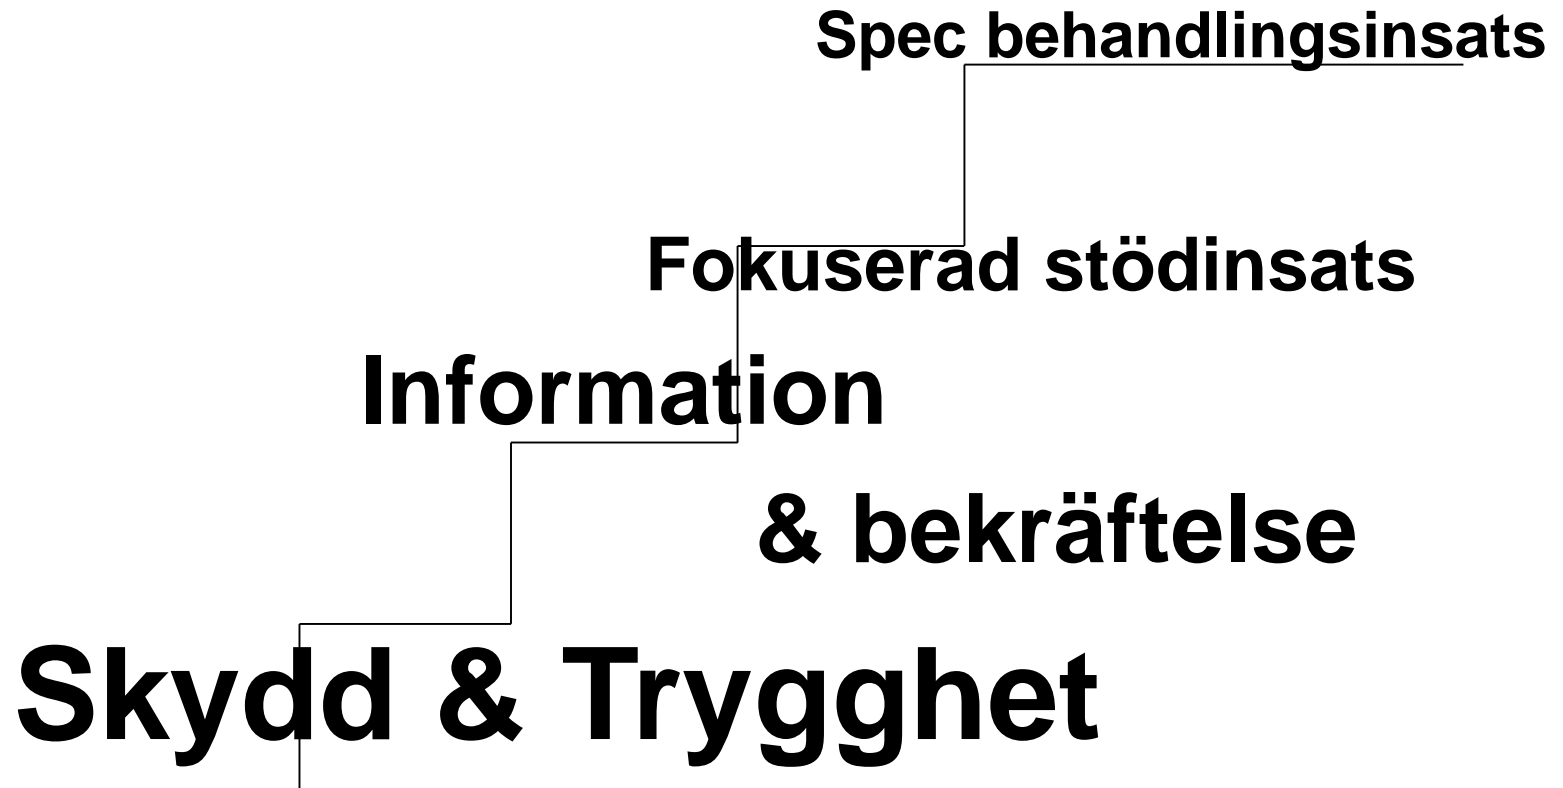 Spec behandlingsinsats
Fokuserad stödinsats
Information
& bekräftelse
Skydd & Trygghet